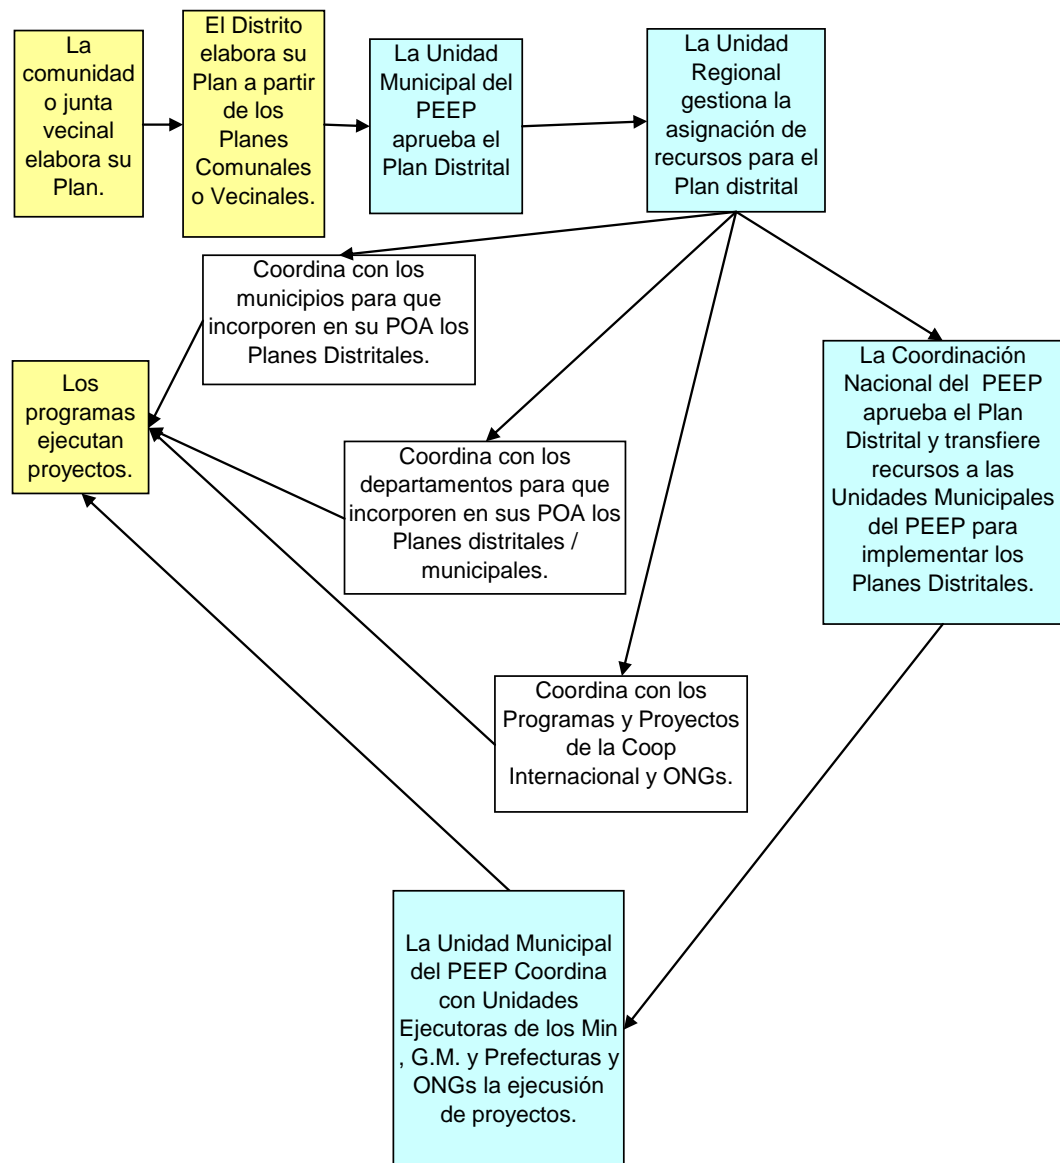 La
comunidad
o junta
vecinal
elabora su
Plan.
El Distrito
elabora su
Plan a partir
de los
Planes
Comunales
o Vecinales.
La Unidad
Municipal del
PEEP
aprueba el
Plan Distrital
La Unidad
Regional
gestiona la
asignación de
recursos para el
Plan distrital
Coordina con los
municipios para que
incorporen en su POA los
Planes Distritales.
Los
programas
ejecutan
proyectos.
Coordina con los
departamentos para que
incorporen en sus POA los
Planes distritales /
municipales.
La Coordinación
Nacional del PEEP
aprueba el Plan
Distrital y transfiere
recursos a las
Unidades Municipales
del PEEP para
implementar los
Planes Distritales.
Coordina con los
Programas y Proyectos
de la Coop
Internacional y ONGs.
La Unidad Municipal
del PEEP Coordina
con Unidades
Ejecutoras de los Min
, G.M. y Prefecturas y
ONGs la ejecusión
de proyectos.